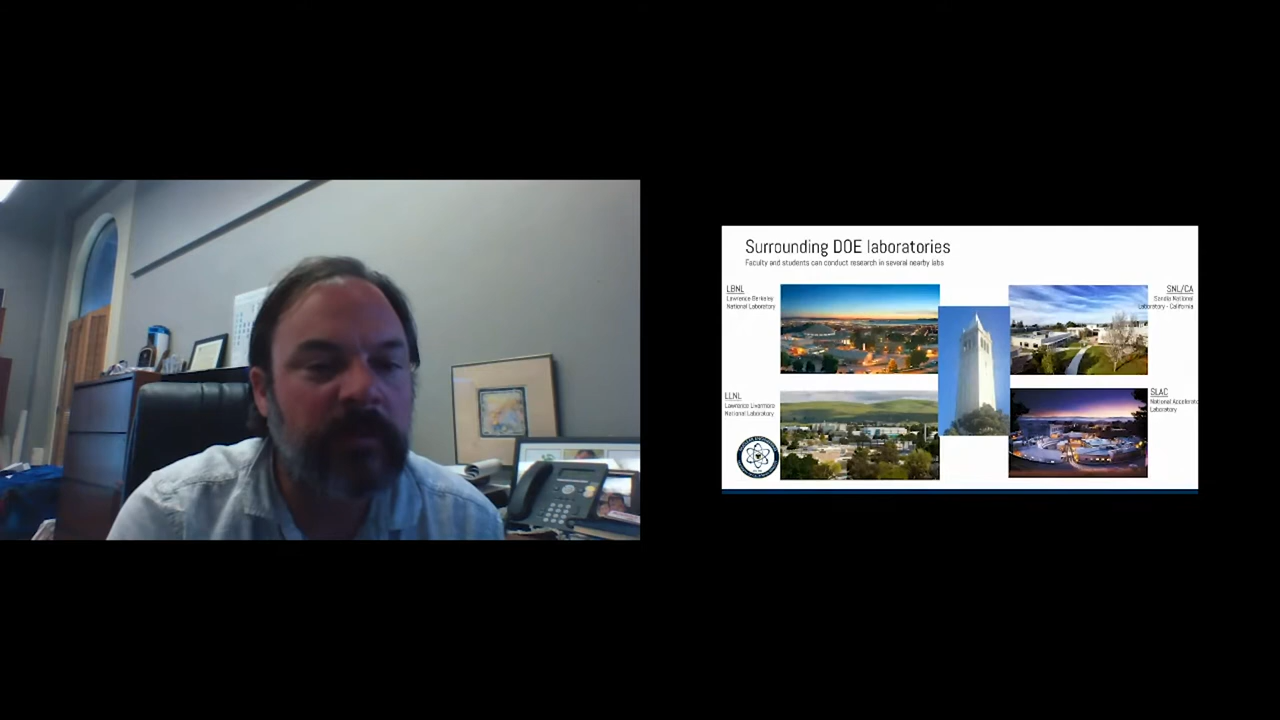 Surrounding DOE laboratories
Faculty and students can conduct research in several nearby labs
LBNL
Lawrence Berkeley
National Laboratory
SNL/CA
Sandia National
Laboratory - California
LLNL
Lawrence Livermore
National Laboratory
SLAC
National Accelerato
Laboratory